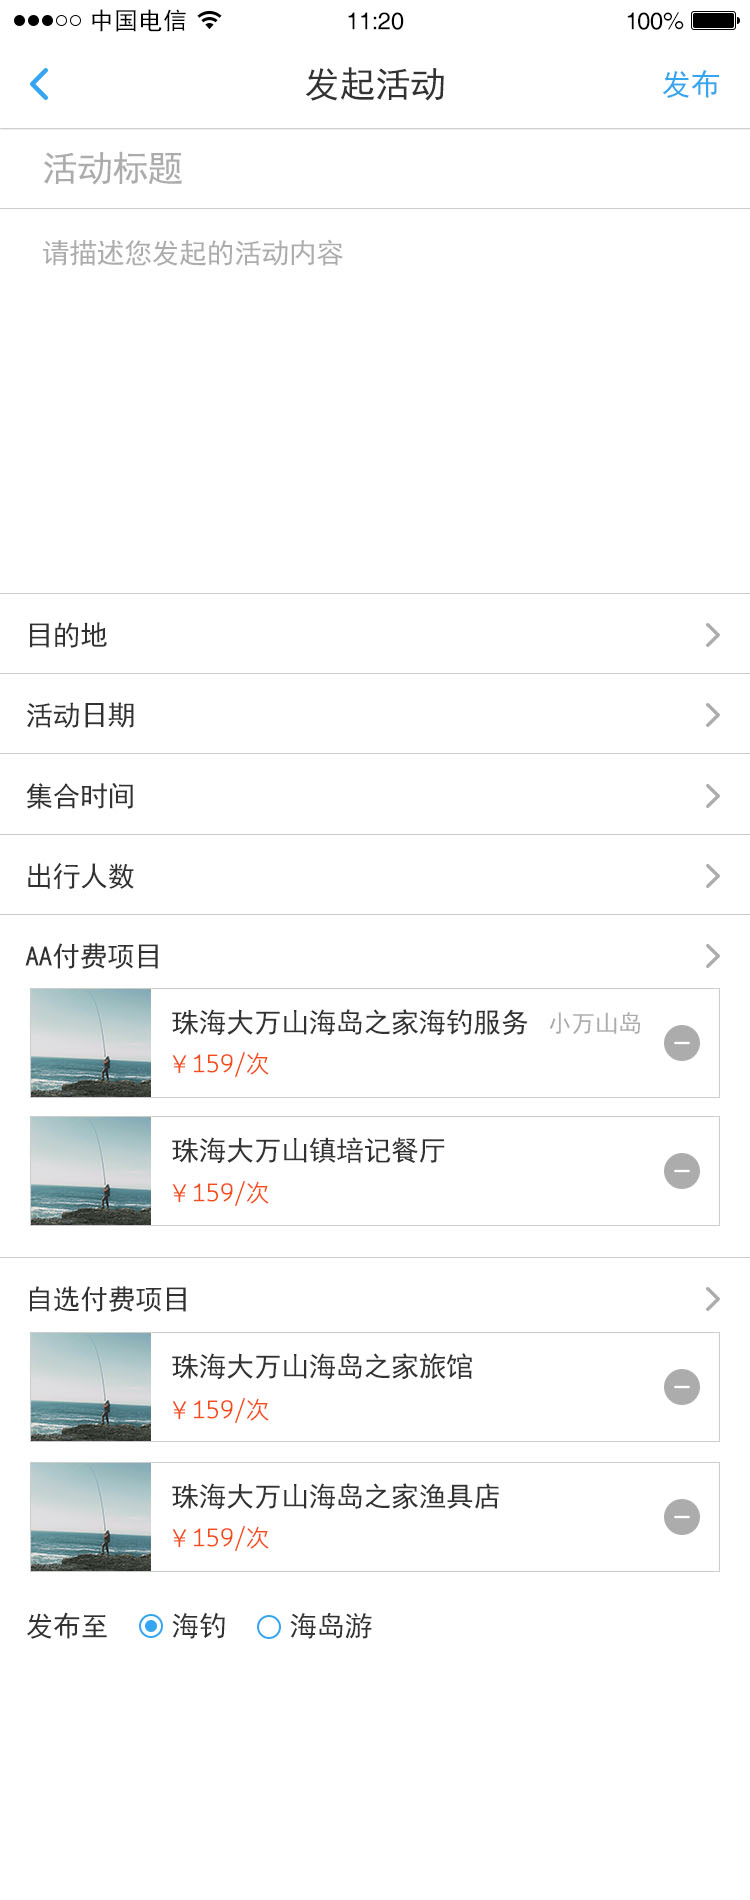 中国电信 11:20 100%
发起活动 发布
活动标题
请描述您发起的活动内容
目的地
活动日期
集合时间
出行人数
AA付费项目
珠海大万山海岛之家海钓服务 小万山岛
￥159/次
珠海大万山镇培记餐厅
￥159/次
自选付费项目
珠海大万山海岛之家旅馆
￥159/次
珠海大万山海岛之家渔具店
￥159/次
发布至 海钓 海岛游